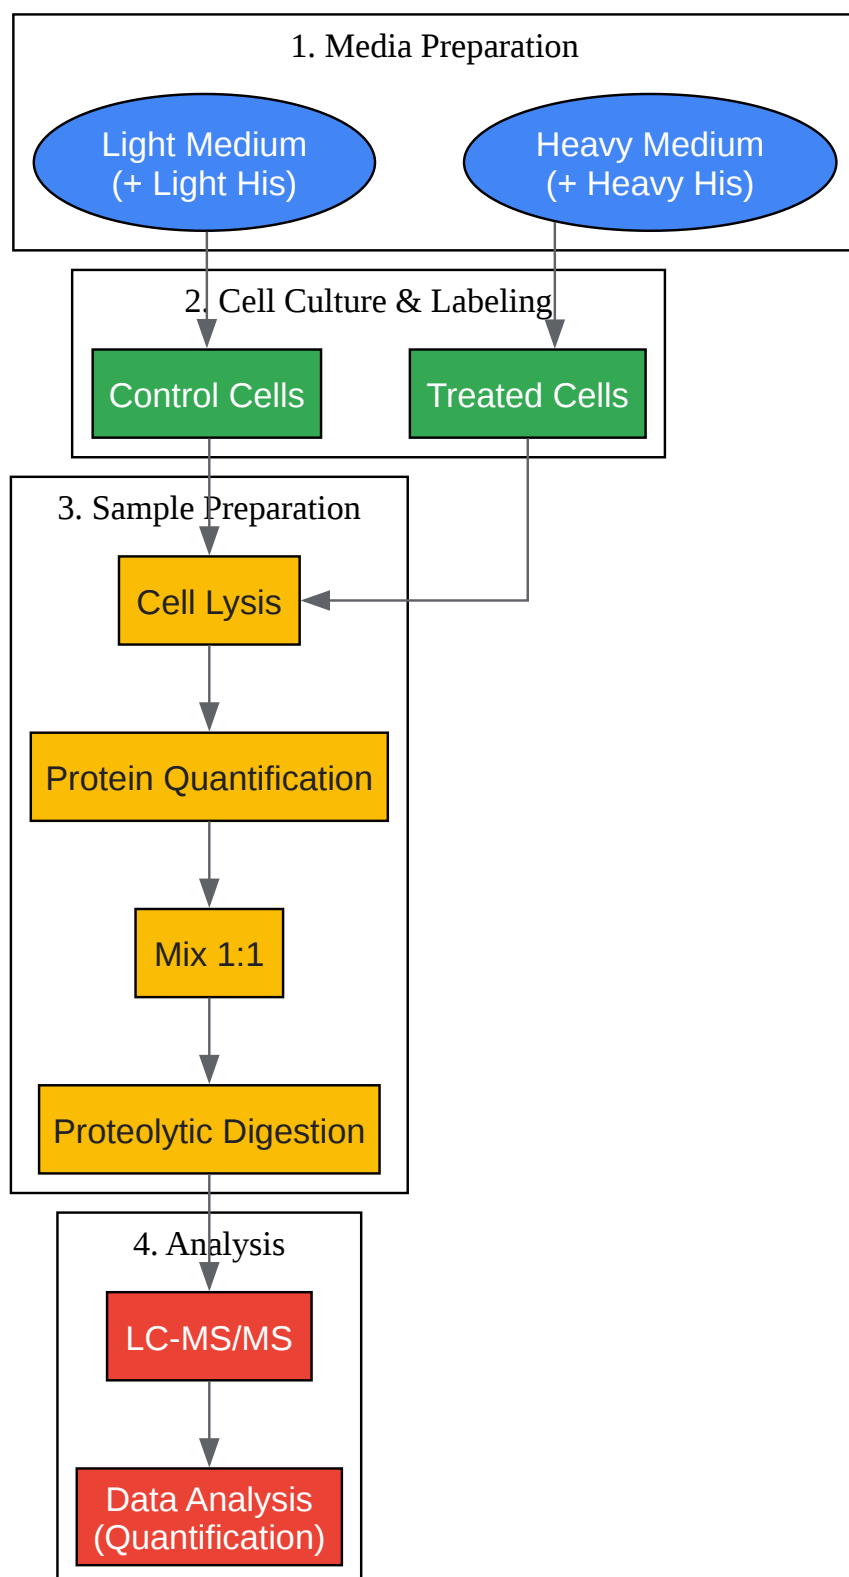 1. Media Preparation
Light Medium
(+ Light His)
Heavy Medium
(+ Heavy His)
2. Cell Culture & Labeling
Control Cells
Treated Cells
3. Sample Preparation
Cell Lysis
Protein Quantification
Mix 1:1
Proteolytic Digestion
4. Analysis
LC-MS/MS
Data Analysis
(Quantification)